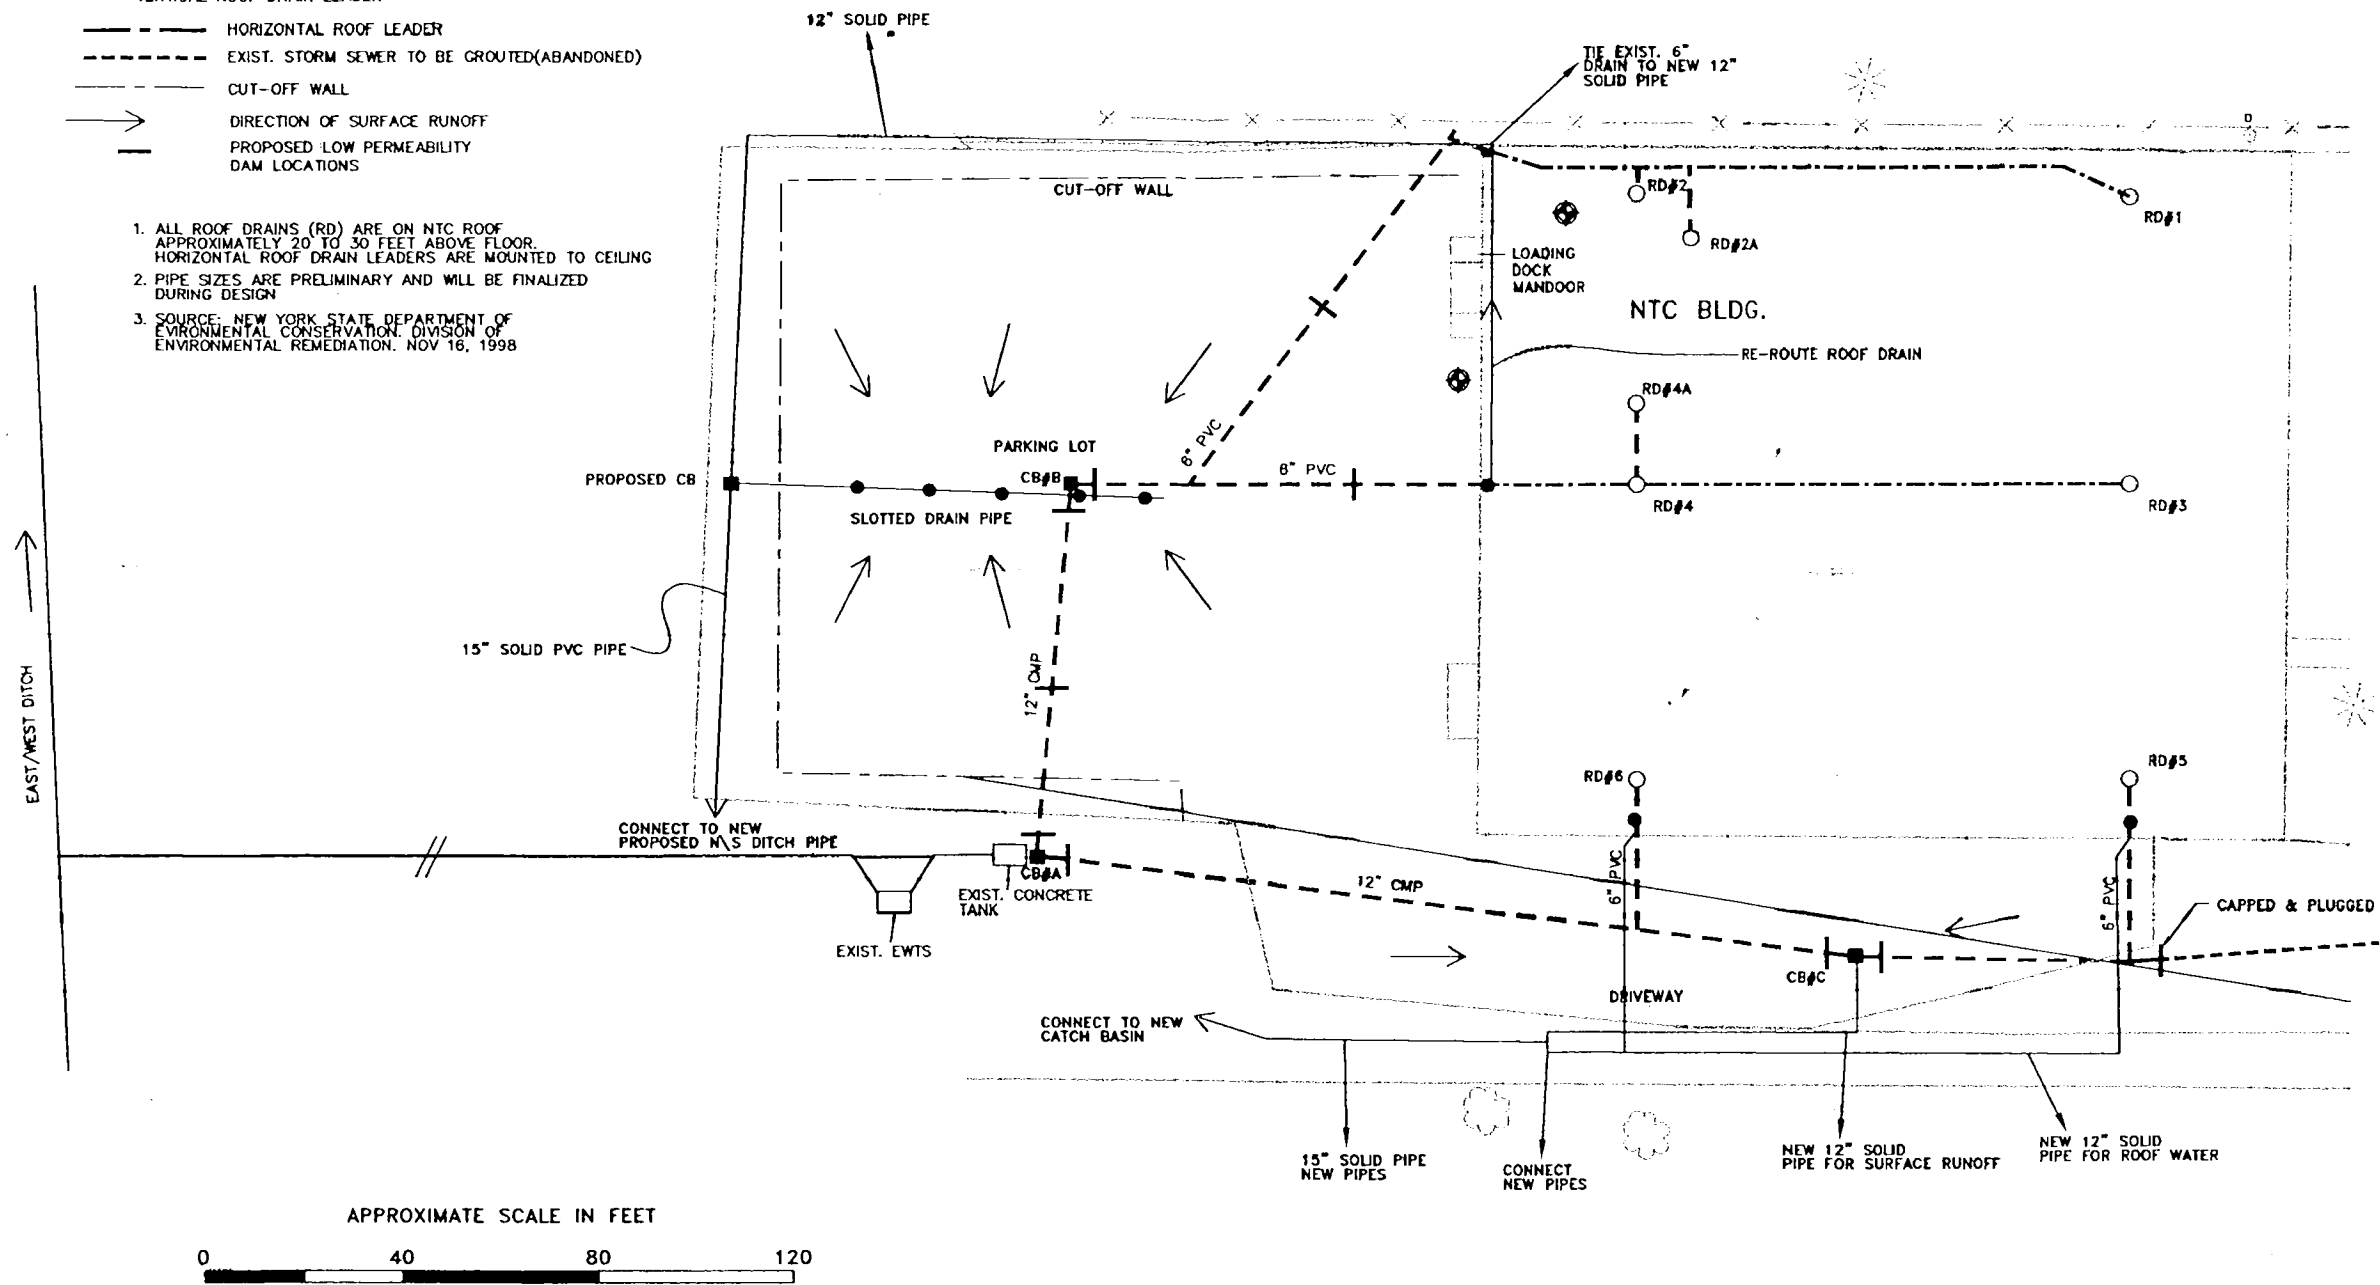 HORIZONTAL ROOF LEADER
EXIST. STORM SEWER TO BE GROUTED(ABANDONED)
CUT-OFF WALL
DIRECTION OF SURFACE RUNOFF
PROPOSED LOW PERMEABILITY
DAM LOCATIONS
1. ALL ROOF DRAINS (RD) ARE ON NTC ROOF
APPROXIMATELY 20 TO 30 FEET ABOVE FLOOR.
HORIZONTAL ROOF DRAIN LEADERS ARE MOUNTED TO CEILING
2. PIPE SIZES ARE PRELIMINARY AND WILL BE FINALIZED
DURING DESIGN
3. SOURCE: NEW YORK STATE DEPARTMENT OF
EVIRONMENTAL CONSERVATION. DIVISION OF
ENVIRONMENTAL REMEDIATION. NOV 16, 1998
12" SOLID PIPE
TIE EXIST. 6"
DRAIN TO NEW 12"
SOLID PIPE
D
CUT-OFF WALL
RD#2
RD#1
RD#2A
LOADING
DOCK
MANDOOR
NTC BLDG.
RE-ROUTE ROOF DRAIN
RD#4A
PARKING LOT
6" PVC
8" PVC
PROPOSED CB
CB#B
RD#4
RD#3
SLOTTED DRAIN PIPE
15" SOLID PVC PIPE
12" CMP
EAST/WEST DITCH
RD#6
RD#5
CONNECT TO NEW
PROPOSED N\S DITCH PIPE
CB#A
EXIST. CONCRETE
TANK
12" CMP
6" PVC
6" PVC
CAPPED & PLUGGED
EXIST. EWTS
CB#C
DRIVEWAY
CONNECT TO NEW
CATCH BASIN
15" SOLID PIPE
NEW PIPES
CONNECT
NEW PIPES
NEW 12" SOLID
PIPE FOR SURFACE RUNOFF
NEW 12" SOLID
PIPE FOR ROOF WATER
APPROXIMATE SCALE IN FEET
0 40 80 120